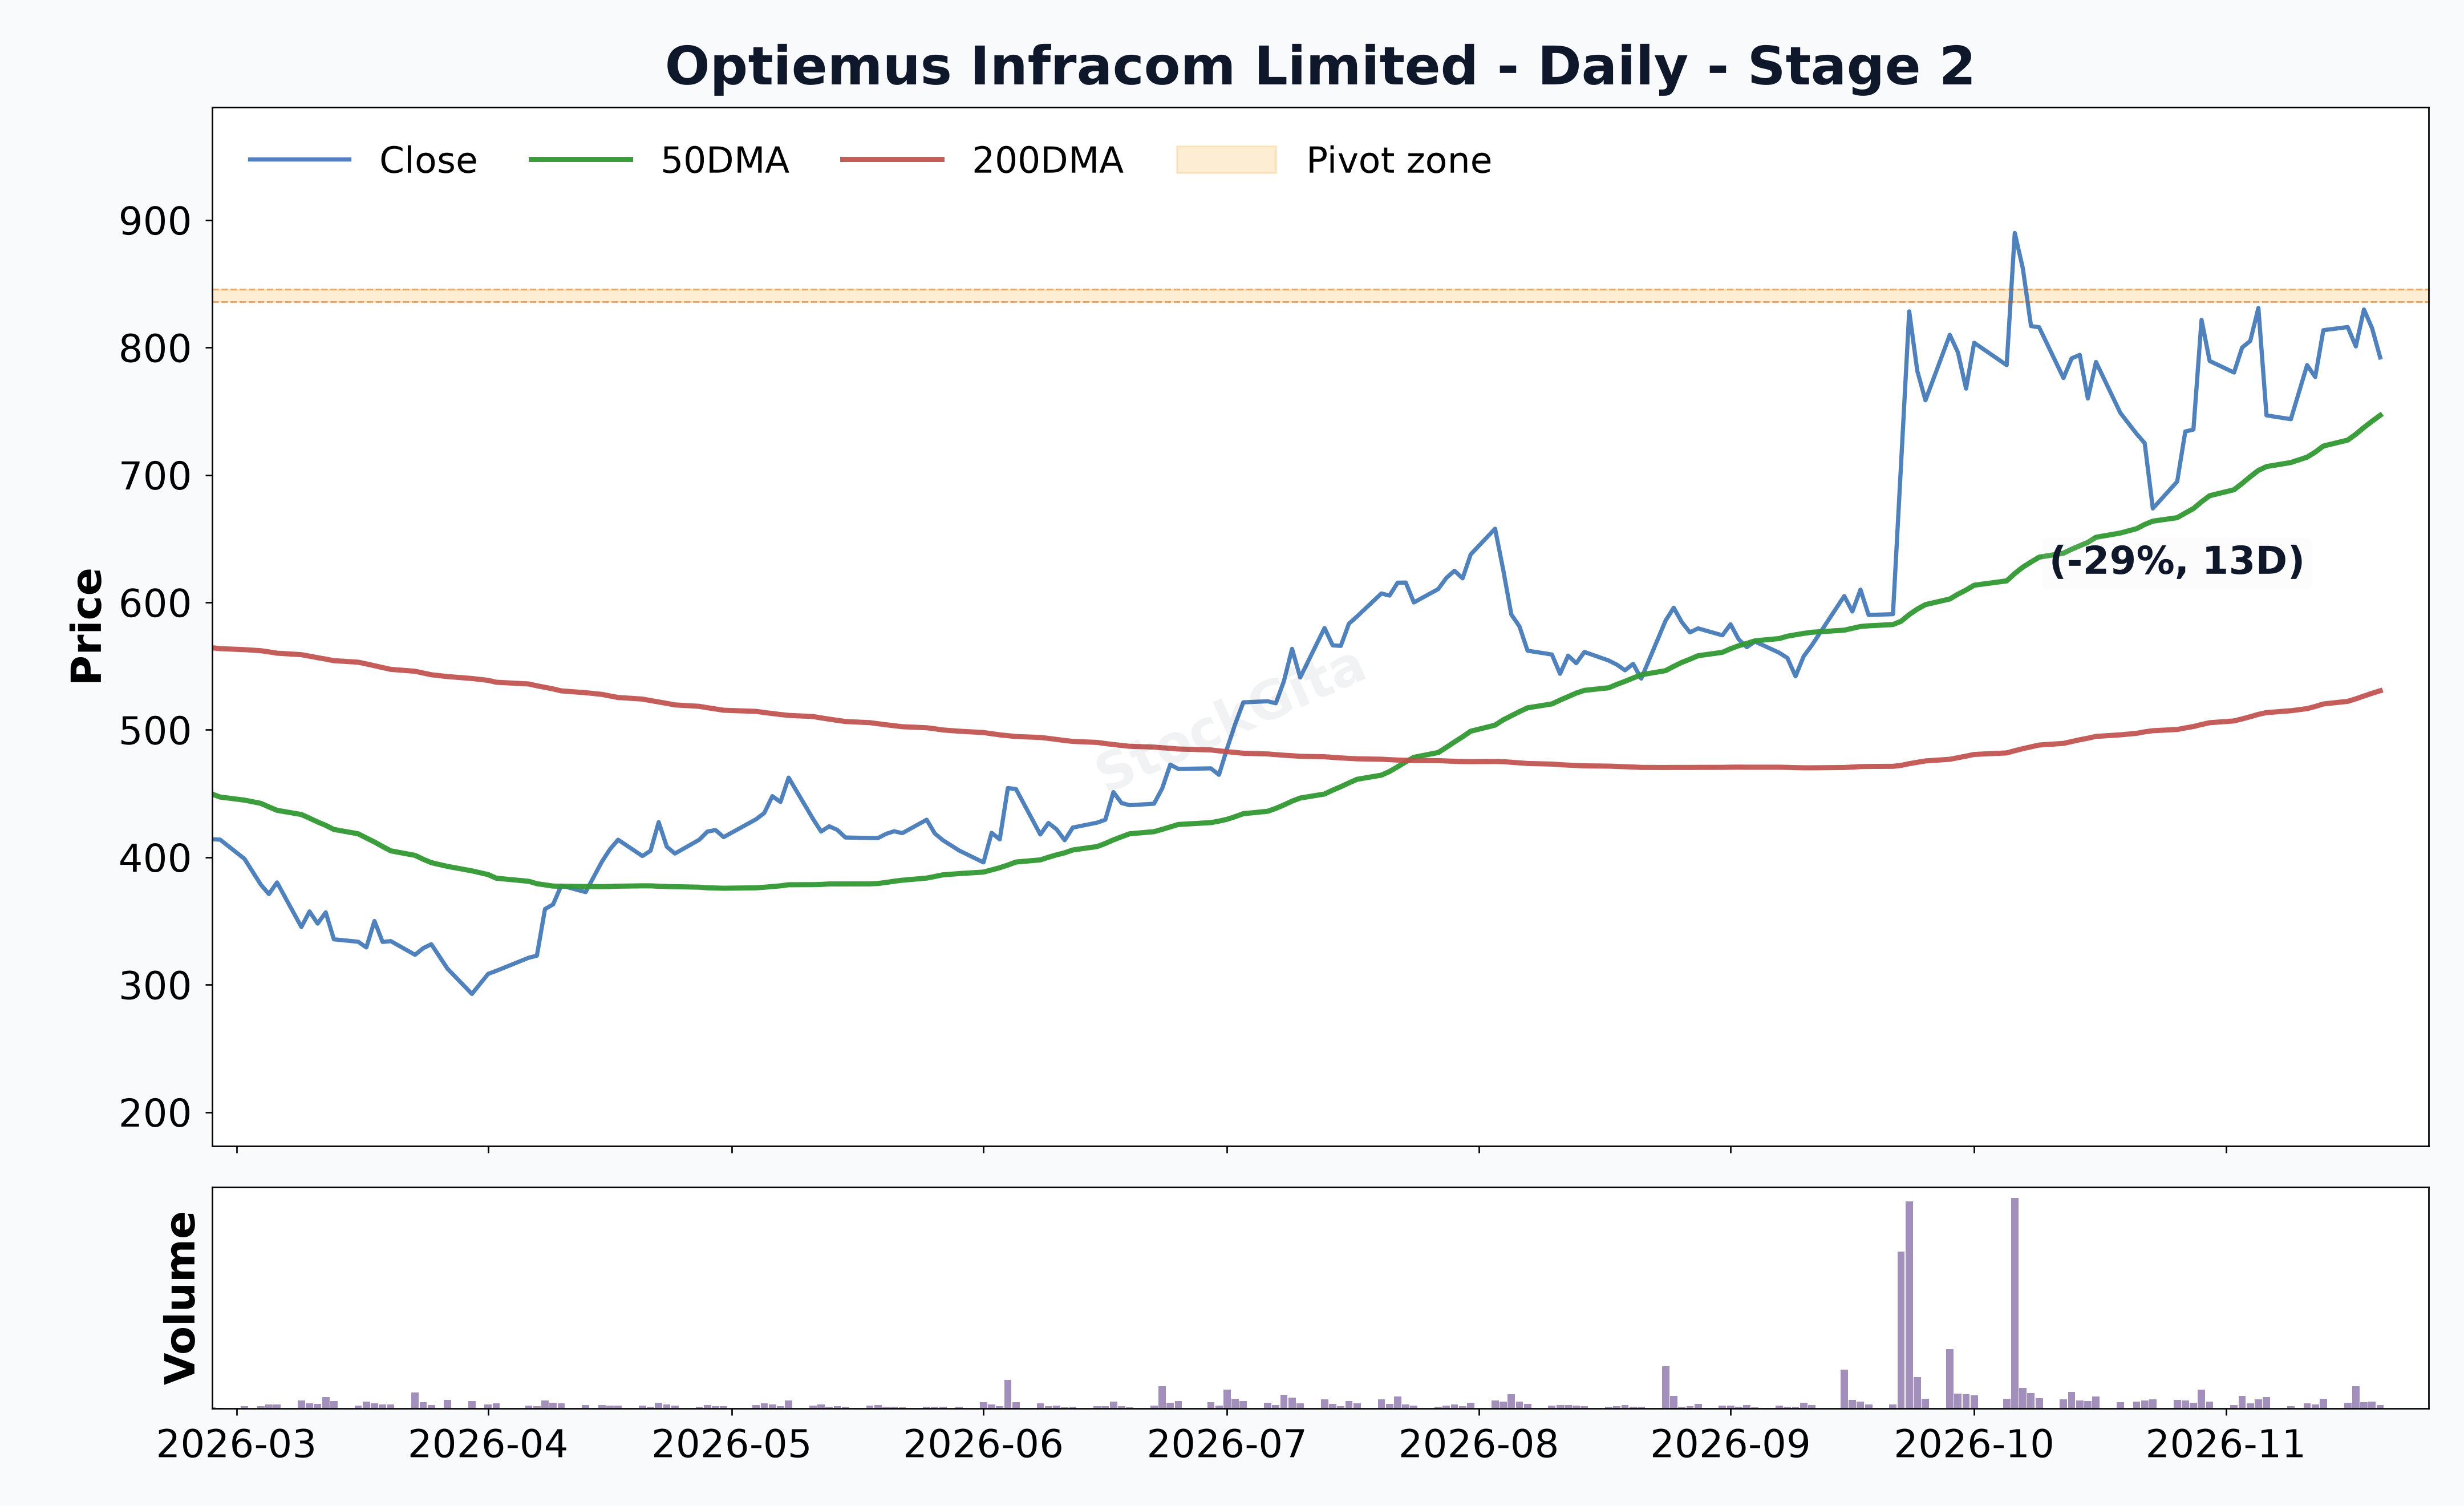 Optiemus Infracom Limited - Daily - Stage 2
Close
50DMA
200DMA
Pivot zone
Price
900
800
700
600
500
400
300
200
(-29%, 13D)
StockGita
Volume
2026-03
2026-04
2026-05
2026-06
2026-07
2026-08
2026-09
2026-10
2026-11